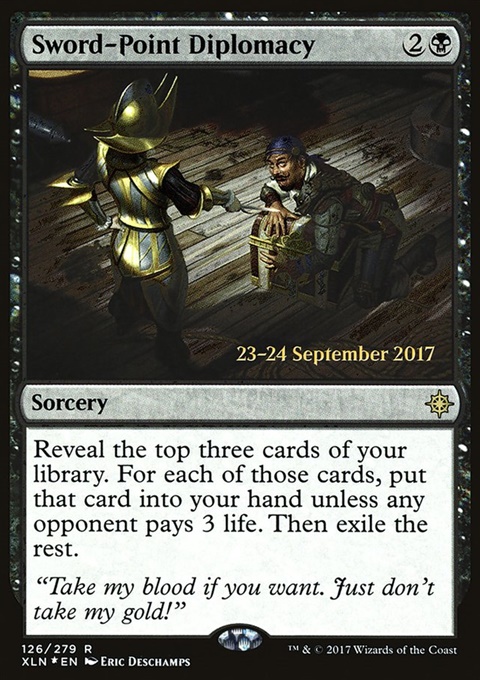 Sword-Point Diplomacy 2
23–24 September 2017
Sorcery
Reveal the top three cards of your
library. For each of those cards, put
that card into your hand unless any
opponent pays 3 life. Then exile the
rest.
“Take my blood if you want. Just don’t
take my gold!”
126/279 R
XLN ★ EN Eric Deschamps
™ & © 2017 Wizards of the Coast